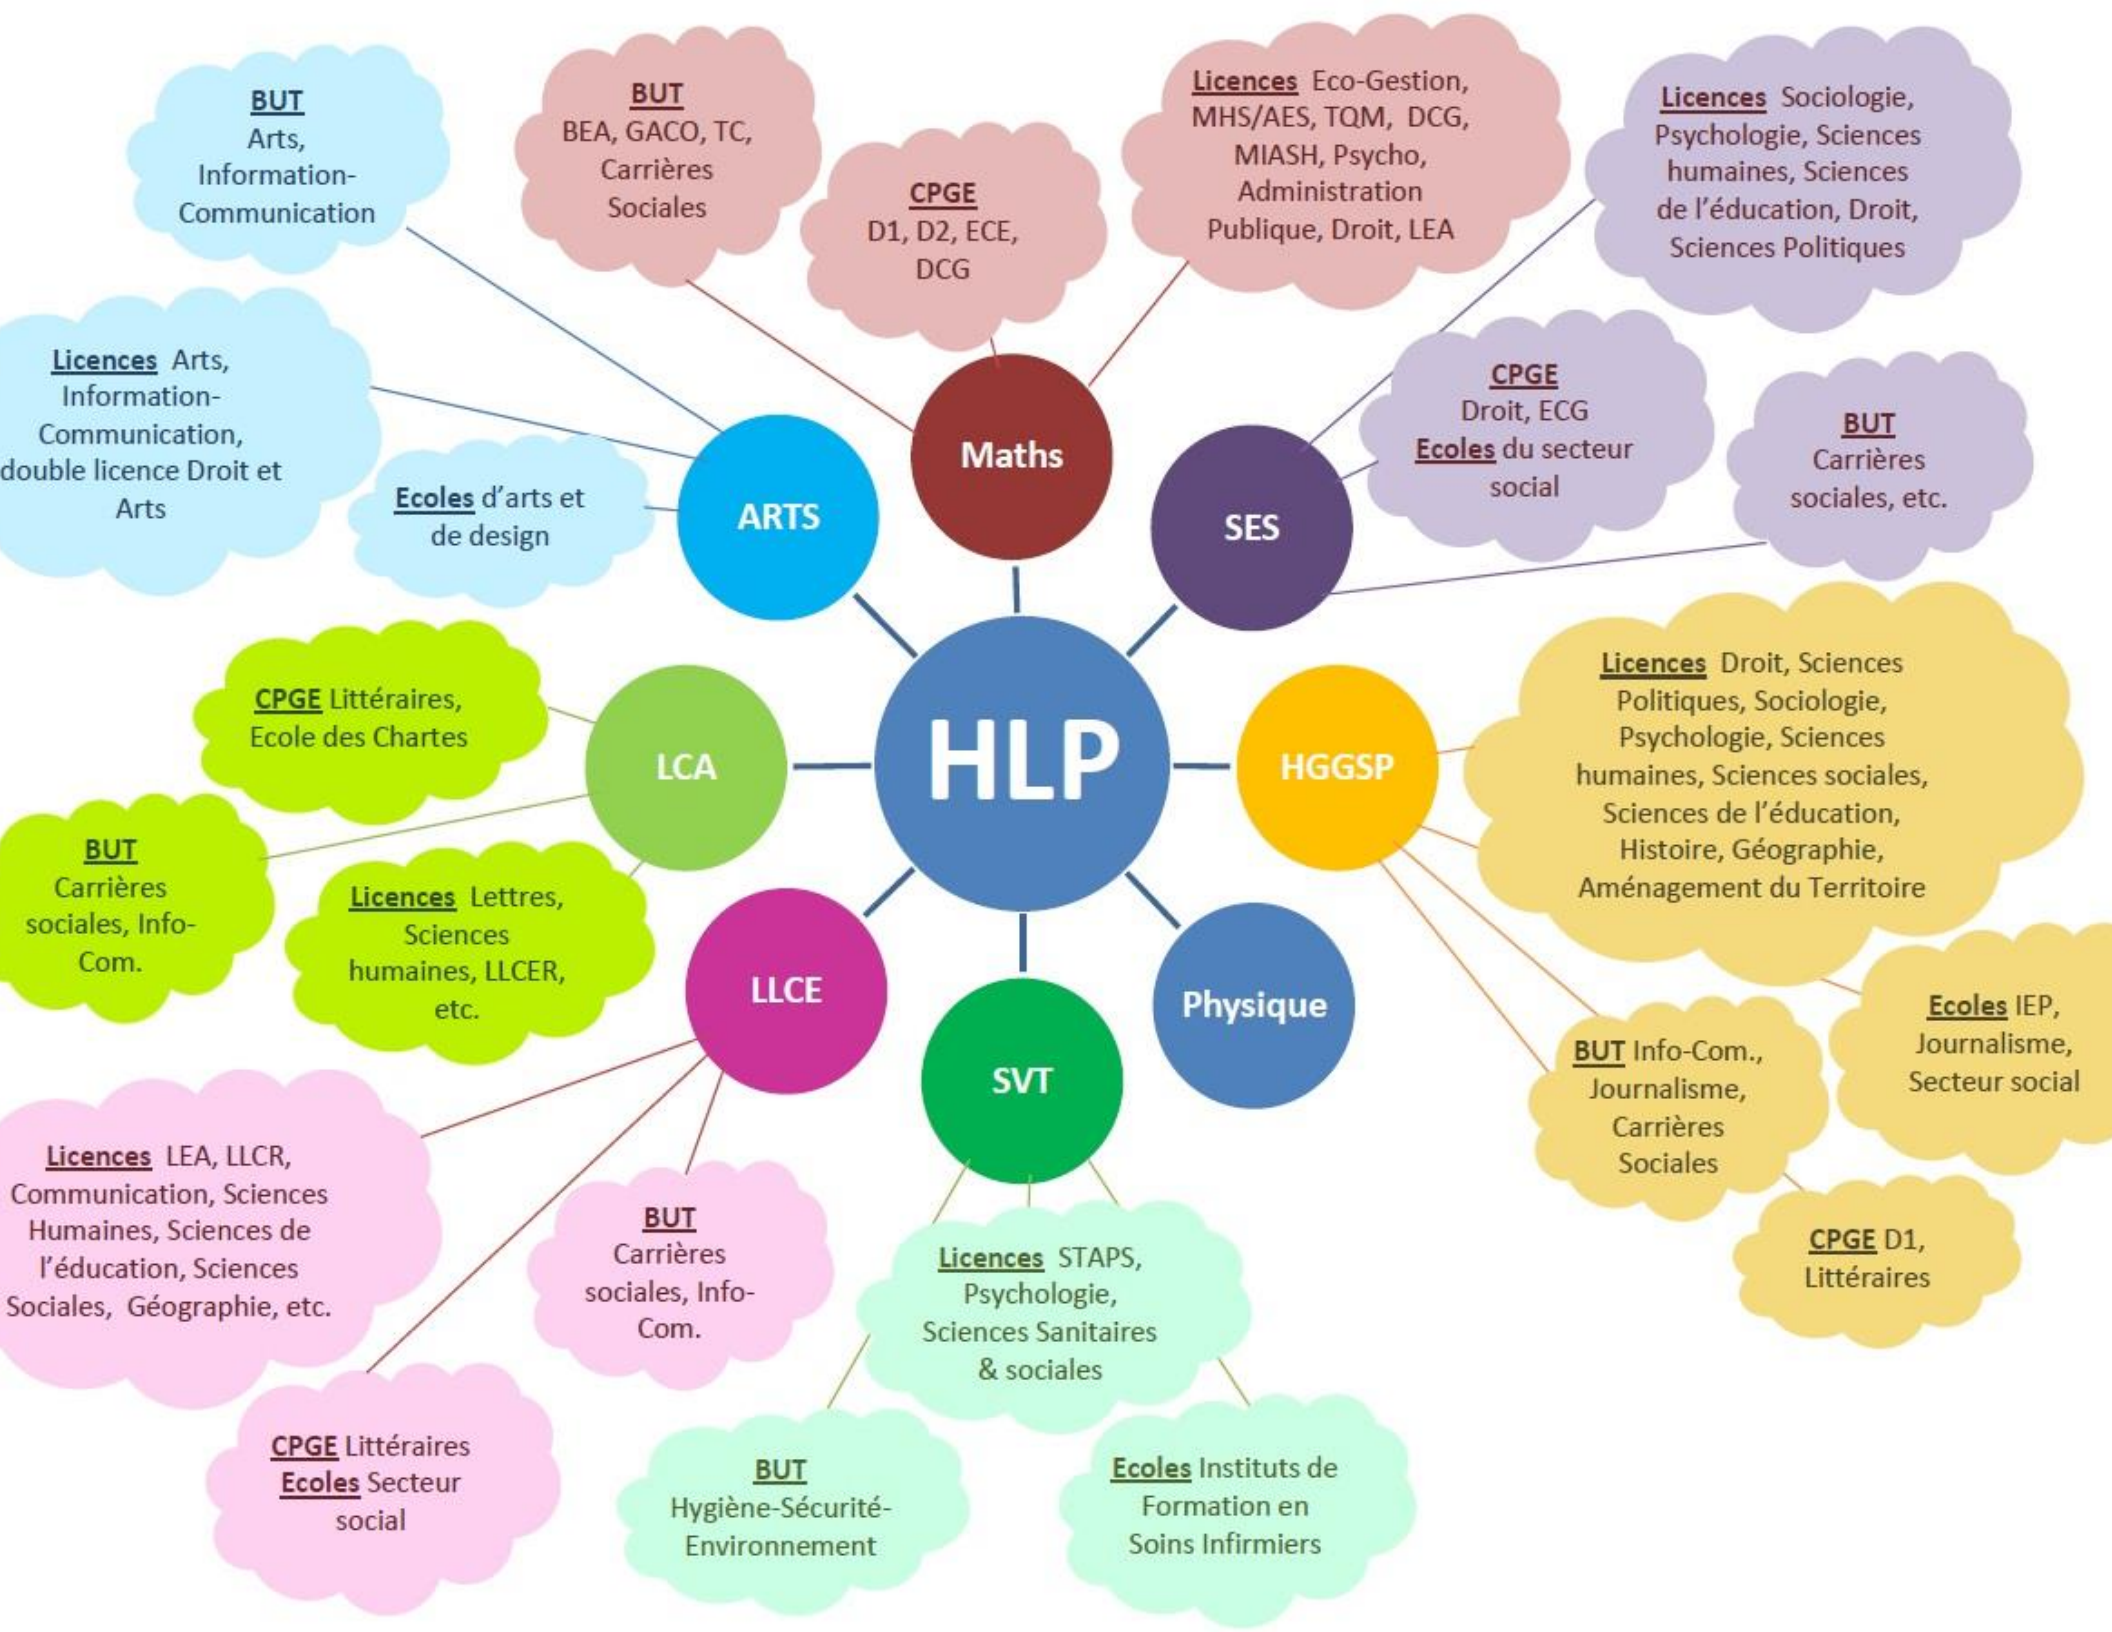 BUT
Arts,
Information-
Communication
BUT
BEA, GACO, TC,
Carrières
Sociales
CPGE
D1, D2, ECE,
DCG
Licences Eco-Gestion,
MHS/AES, TQM, DCG,
MIASH, Psycho,
Administration
Publique, Droit, LEA
Licences Sociologie,
Psychologie, Sciences
humaines, Sciences
de l'éducation, Droit,
Sciences Politiques
Licences Arts,
Information-
Communication,
double licence Droit et
Arts
Ecoles d'arts et
de design
ARTS
Maths
SES
CPGE
Droit, ECG
Ecoles du secteur
social
BUT
Carrières
sociales, etc.
CPGE Littéraires,
Ecole des Chartes
LCA
HLP
HGGSP
Licences Droit, Sciences
Politiques, Sociologie,
Psychologie, Sciences
humaines, Sciences sociales,
Sciences de l'éducation,
Histoire, Géographie,
Aménagement du Territoire
BUT
Carrières
sociales, Info-
Com.
Licences Lettres,
Sciences
humaines, LLCER,
etc.
LLCE
SVT
Physique
Ecoles IEP,
Journalisme,
Secteur social
BUT Info-Com.,
Journalisme,
Carrières
Sociales
CPGE D1,
Littéraires
Licences LEA, LLCR,
Communication, Sciences
Humaines, Sciences de
l'éducation, Sciences
Sociales, Géographie, etc.
BUT
Carrières
sociales, Info-
Com.
Licences STAPS,
Psychologie,
Sciences Sanitaires
& sociales
CPGE Littéraires
Ecoles Secteur
social
BUT
Hygiène-Sécurité-
Environnement
Ecoles Instituts de
Formation en
Soins Infirmiers